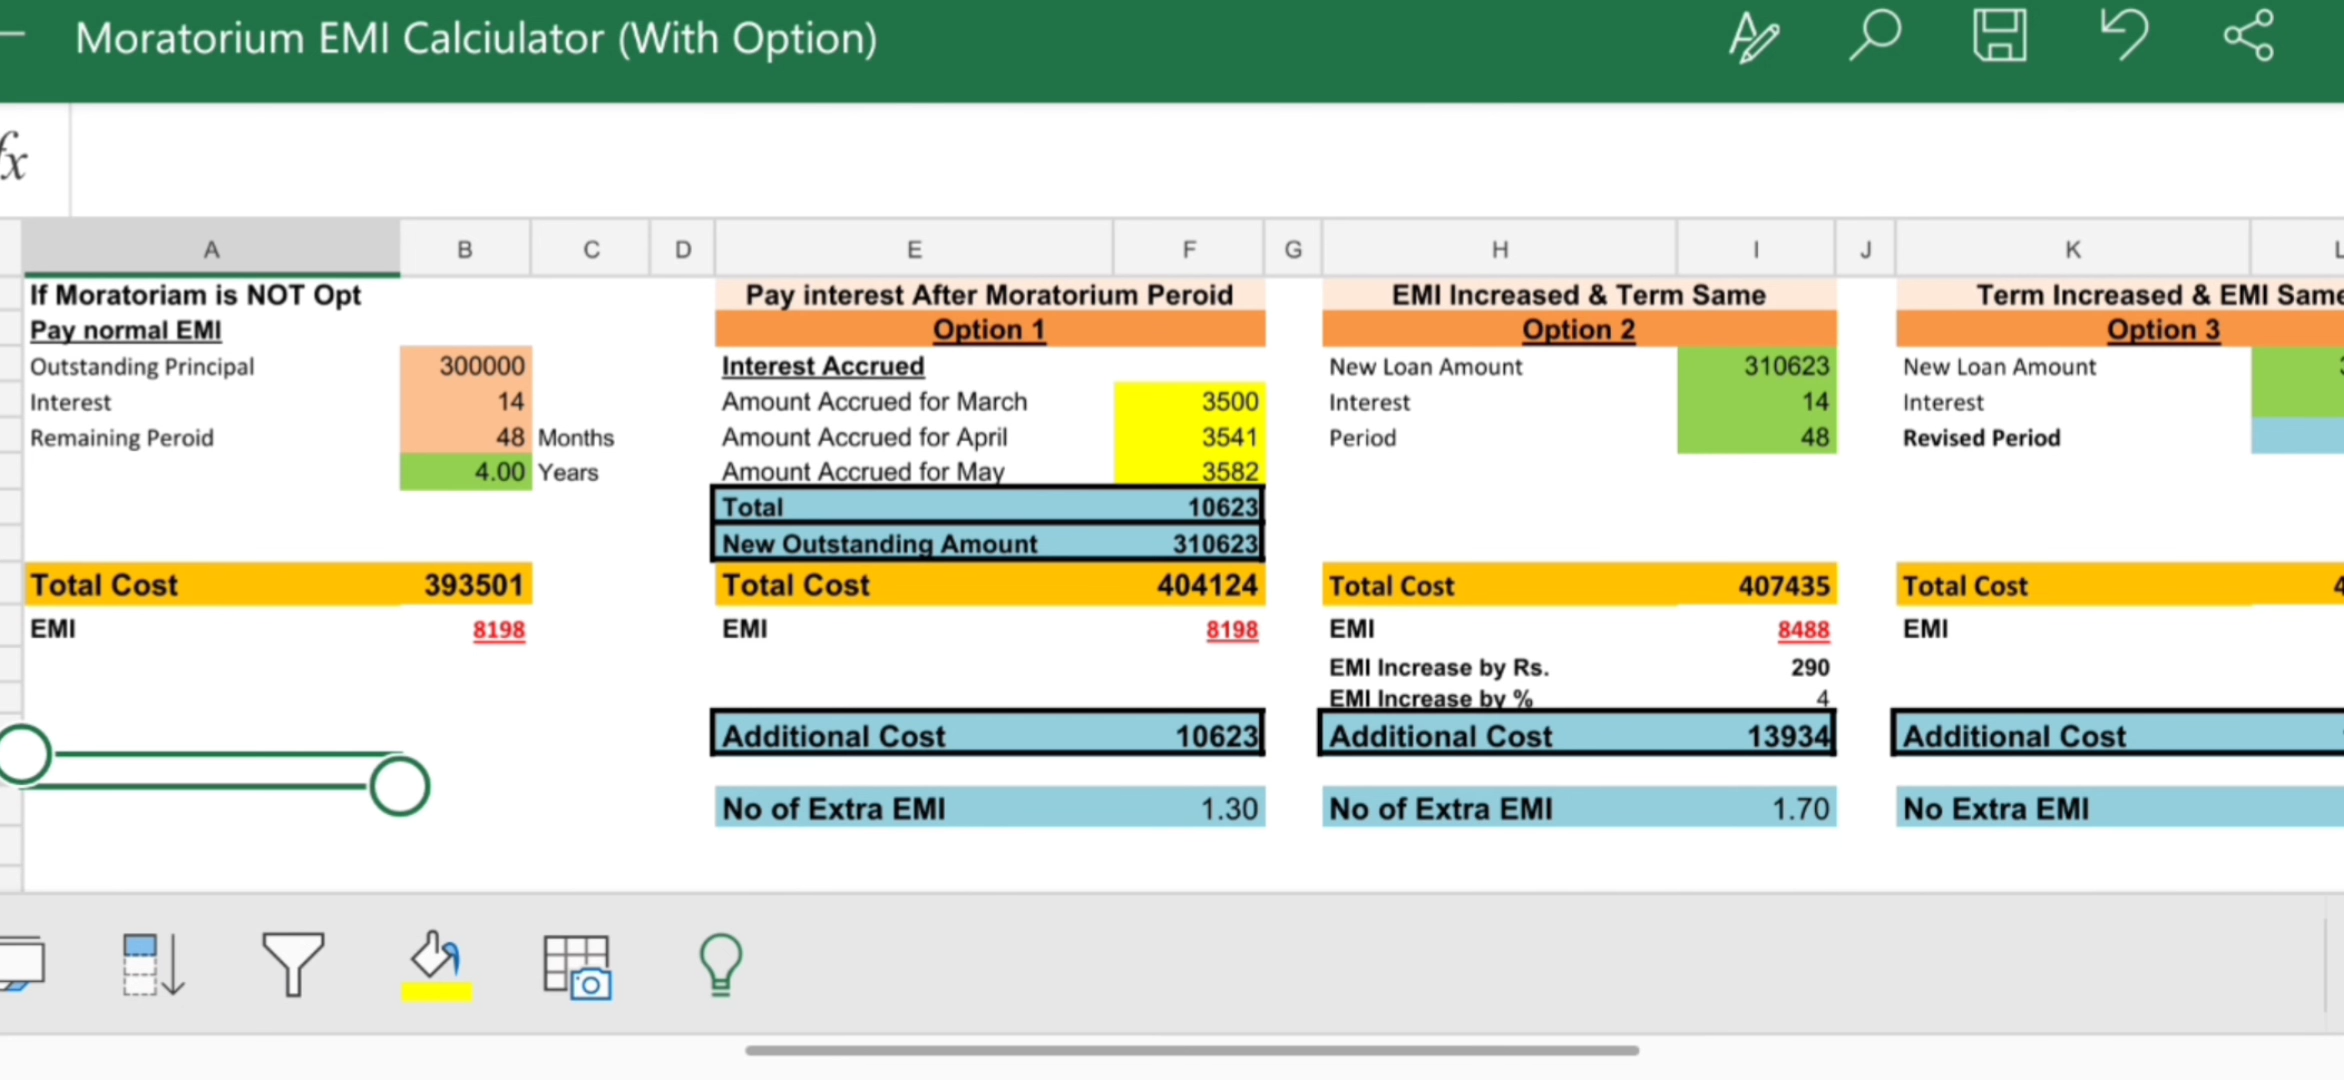 Moratorium EMI Calciulator (With Option)
fx
A B C D E F G H I J K L
If Moratoriam is NOT Opt Pay interest After Moratorium Peroid EMI Increased & Term Same Term Increased & EMI Same
Pay normal EMI Option 1 Option 2 Option 3
Outstanding Principal 300000 Interest Accrued New Loan Amount 310623 New Loan Amount
Interest 14 Amount Accrued for March 3500 Interest 14 Interest
Remaining Peroid 48 Months Amount Accrued for April 3541 Period 48 Revised Period
4.00 Years Amount Accrued for May 3582
Total 10623
New Outstanding Amount 310623
Total Cost 393501 Total Cost 404124 Total Cost 407435 Total Cost
EMI 8198 EMI 8198 EMI 8488 EMI
EMI Increase by Rs. 290
EMI Increase by % 4
Additional Cost 10623 Additional Cost 13934 Additional Cost
No of Extra EMI 1.30 No of Extra EMI 1.70 No Extra EMI